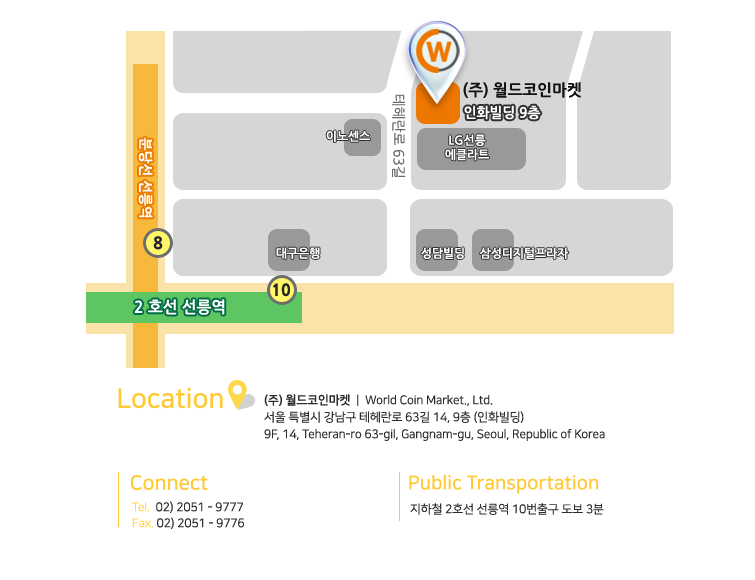 W
(주) 월드코인마켓
인화빌딩 9층
테헤란로 63길
이노센스
LG선릉
에클라트
분당선 선릉역
8
대구은행
성담빌딩
삼성디지털프라자
10
2 호선 선릉역
Location
(주) 월드코인마켓 | World Coin Market., Ltd.
서울 특별시 강남구 테헤란로 63길 14, 9층 (인화빌딩)
9F, 14, Teheran-ro 63-gil, Gangnam-gu, Seoul, Republic of Korea
Connect
Tel. 02) 2051 - 9777
Fax. 02) 2051 - 9776
Public Transportation
지하철 2호선 선릉역 10번출구 도보 3분